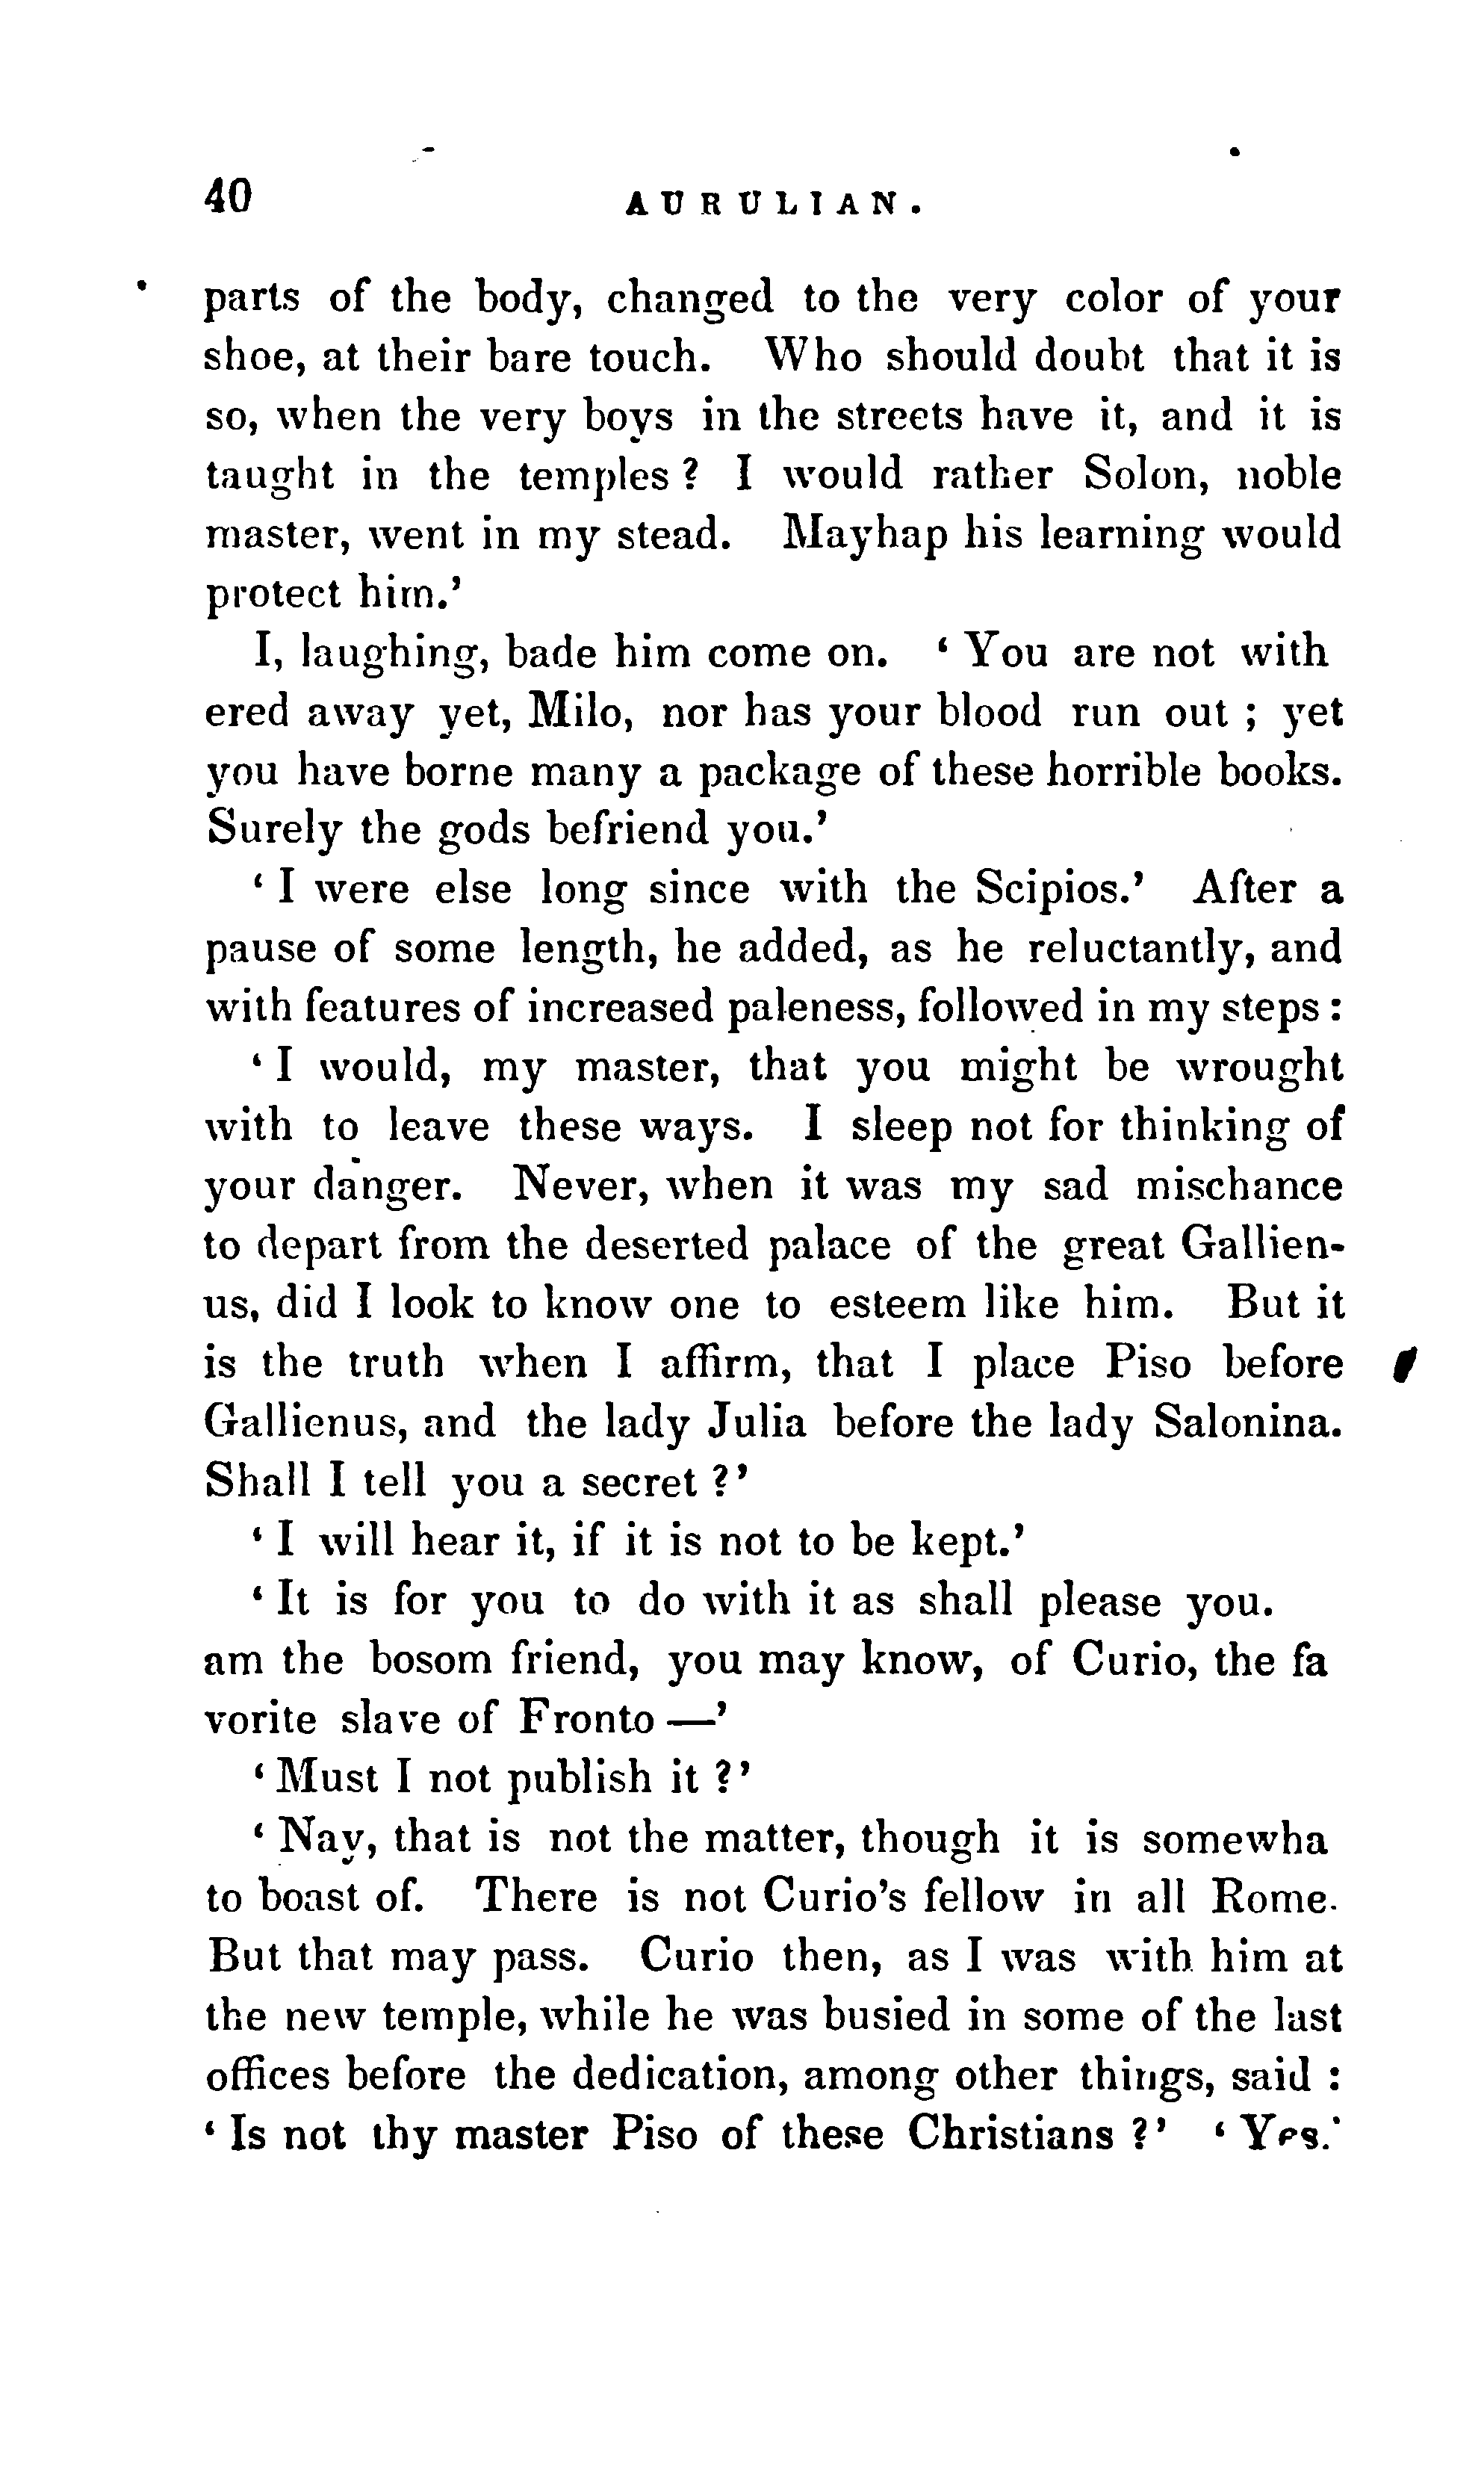 40 AURULIAN.
parts of the body, changed to the very color of your
shoe, at their bare touch. Who should doubt that it is
so, when the very boys in the streets have it, and it is
taught in the temples ? I would rather Solon, noble
master, went in my stead. Mayhap his learning would
protect him.’
I, laughing, bade him come on. ‘ You are not with
ered away yet, Milo, nor has your blood run out ; yet
you have borne many a package of these horrible books.
Surely the gods befriend you.’
‘ I were else long since with the Scipios.’ After a
pause of some length, he added, as he reluctantly, and
with features of increased paleness, followed in my steps :
‘ I would, my master, that you might be wrought
with to leave these ways. I sleep not for thinking of
your danger. Never, when it was my sad mischance
to depart from the deserted palace of the great Gallien-
us, did I look to know one to esteem like him. But it
is the truth when I affirm, that I place Piso before
Gallienus, and the lady Julia before the lady Salonina.
Shall I tell you a secret ?’
‘ I will hear it, if it is not to be kept.’
‘ It is for you to do with it as shall please you.
am the bosom friend, you may know, of Curio, the fa
vorite slave of Fronto —’
‘ Must I not publish it ?’
‘ Nay, that is not the matter, though it is somewha
to boast of. There is not Curio’s fellow in all Rome.
But that may pass. Curio then, as I was with him at
the new temple, while he was busied in some of the last
offices before the dedication, among other things, said :
‘ Is not thy master Piso of these Christians ?’ ‘ Yes.’